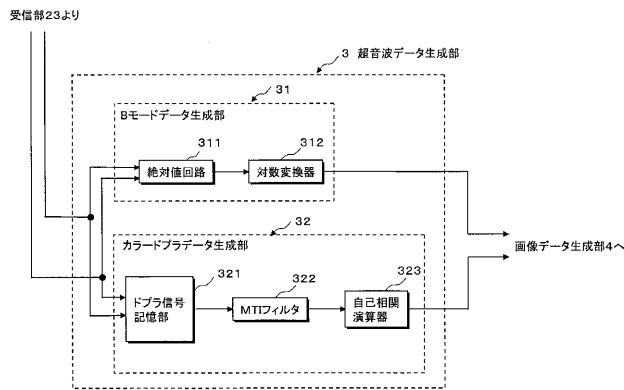 受信部23より
3 超音波データ生成部
31
Bモードデータ生成部
311
312
絶対値回路
対数変換器
32
カラードプラデータ生成部
画像データ生成部4へ
321
322
323
ドプラ信号
記憶部
MTIフィルタ
自己相関
演算器